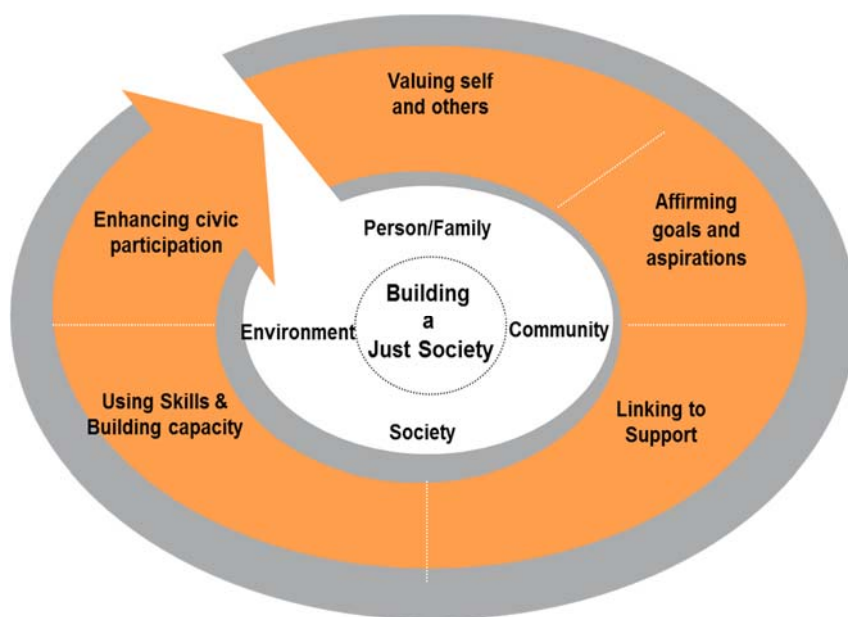 Valuing self
and others
Affirming
goals and
aspirations
Linking to
Support
Using Skills &
Building capacity
Enhancing civic
participation
Person/Family
Community
Society
Environment
Building
a
Just Society